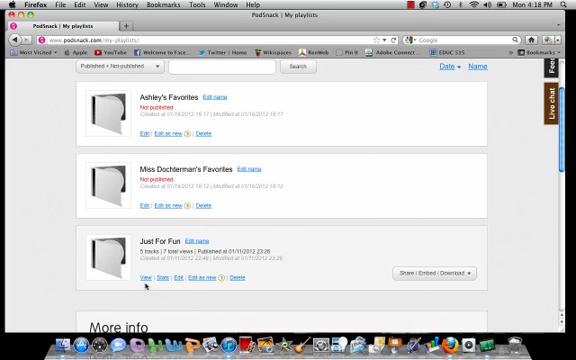 Firefox File Edit View History Bookmarks Tools Window Help Mon 4:18 PM
PodSnack | My playlists
PodSnack | My playlists
www.podsnack.com/my-playlists/
Google
Most Visited Apple YouTube Welcome to Face... Twitter / Home Wikispaces RenWeb Pin It Adobe Connect... EDUC 515 Bookmarks
Published + Not-published Search Date Name
Live chat
Ashley's Favorites Edit name
Not published
Created at 01/16/2012 16:17 | Modified at 01/16/2012 16:17
Edit | Edit as new | Delete
Miss Dochterman's Favorites Edit name
Not published
Created at 01/16/2012 16:12 | Modified at 01/16/2012 16:12
Edit | Edit as new | Delete
Just For Fun Edit name
5 tracks | 7 total views | Published at 01/11/2012 23:26
Created at 01/11/2012 22:46 | Modified at 01/11/2012 23:26
View | Stats | Edit | Edit as new | Delete
Share / Embed / Download
More info